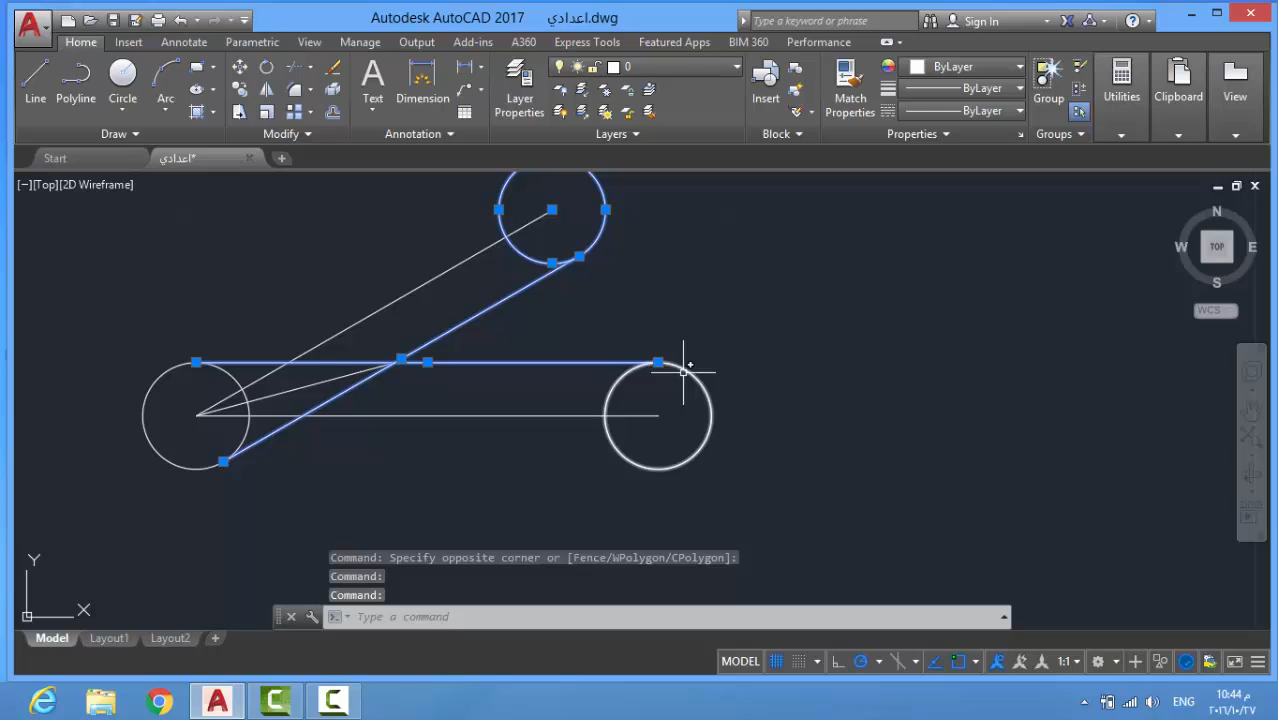 Autodesk AutoCAD 2017 اعدادي.dwg
Type a keyword or phrase
Sign In
Home Insert Annotate Parametric View Manage Output Add-ins A360 Express Tools Featured Apps BIM 360 Performance
Line Polyline Circle Arc
Text Dimension
Layer Properties
0
Insert
Match Properties
ByLayer
ByLayer
ByLayer
Group
Utilities
Clipboard
View
Draw Modify Annotation Layers Block Properties Groups
Start اعدادي*
[−][Top][2D Wireframe]
N
W TOP E
S
WCS
Y
X
Command: Specify opposite corner or [Fence/WPolygon/CPolygon]:
Command:
Command:
Type a command
Model Layout1 Layout2 +
MODEL 1:1
ENG
10:44 م
٢٠١٦/١٠/٢٧